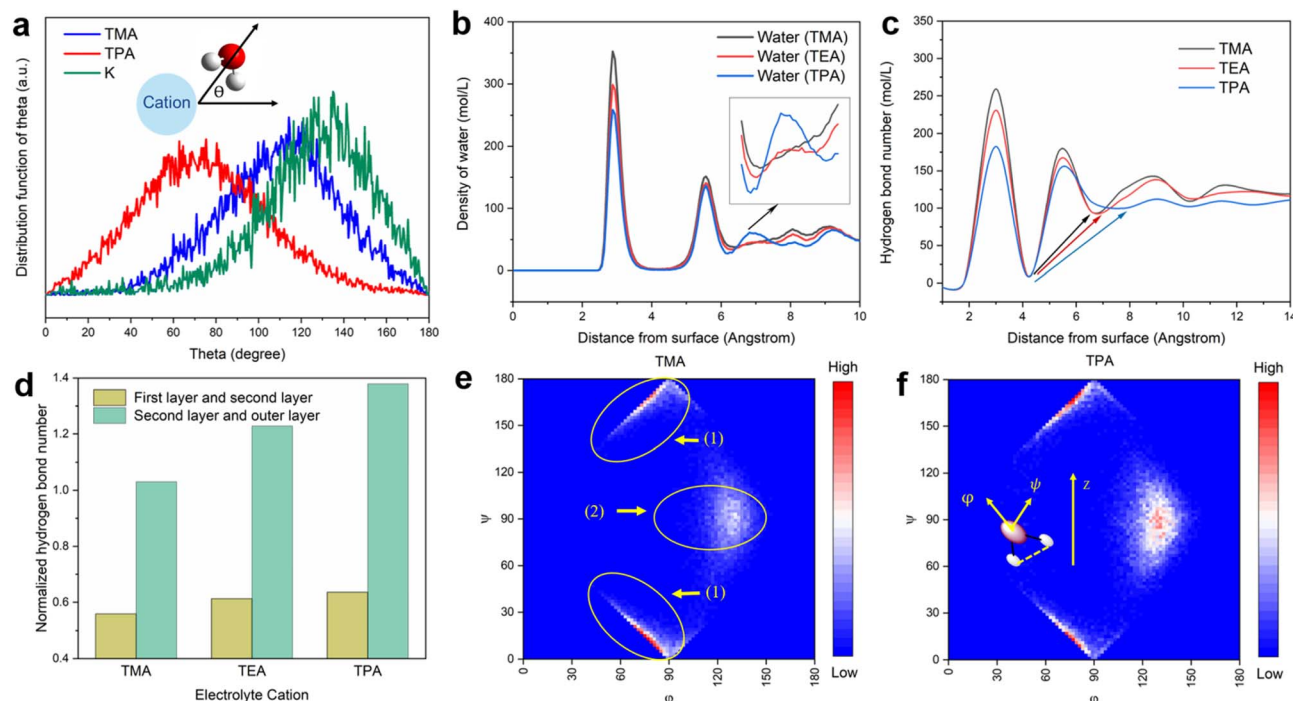 a
TMA
TPA
K
Cation
Θ
Distribution function of theta (a.u.)
0 20 40 60 80 100 120 140 160 180
Theta (degree)
b
400
350
300
250
200
150
100
50
0
Water (TMA)
Water (TEA)
Water (TPA)
Density of water (mol/L)
0 2 4 6 8 10
Distance from surface (Angstrom)
c
350
300
250
200
150
100
50
0
TMA
TEA
TPA
Hydrogen bond number (mol/L)
2 4 6 8 10 12 14
Distance from surface (Angstrom)
d
1.4
1.2
1.0
0.8
0.6
0.4
First layer and second layer
Second layer and outer layer
Normalized hydrogen bond number
TMA TEA TPA
Electrolyte Cation
e
TMA
180
150
120
90
60
30
0
ψ
(1)
(2)
(1)
0 30 60 90 120 150 180
φ
High
Low
f
TPA
180
150
120
90
60
30
0
φ
ψ
z
0 30 60 90 120 150 180
φ
High
Low